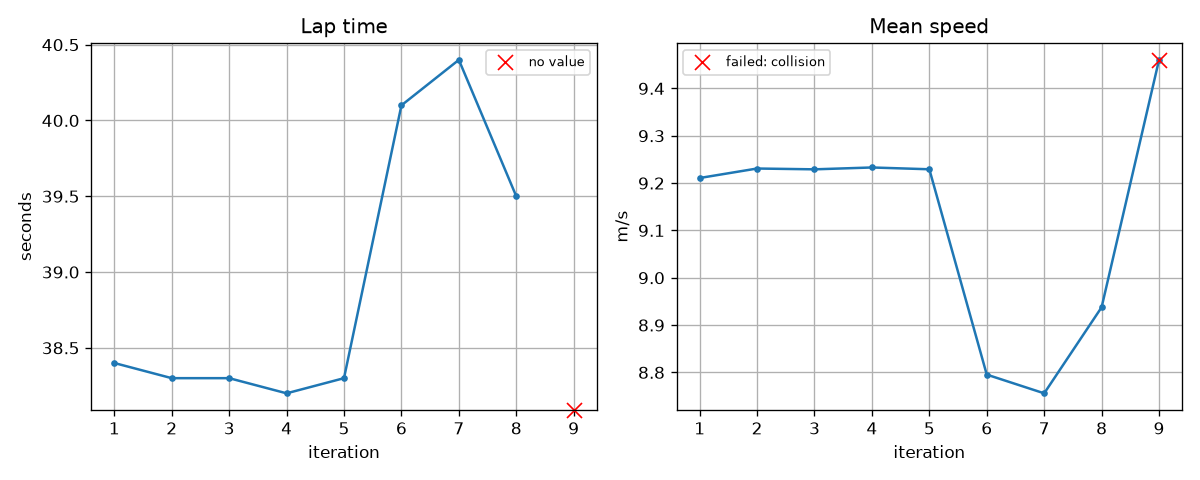 Lap time
40.5
40.0
39.5
39.0
38.5
seconds
no value
1 2 3 4 5 6 7 8 9
iteration
Mean speed
9.4
9.3
9.2
9.1
9.0
8.9
8.8
m/s
failed: collision
1 2 3 4 5 6 7 8 9
iteration